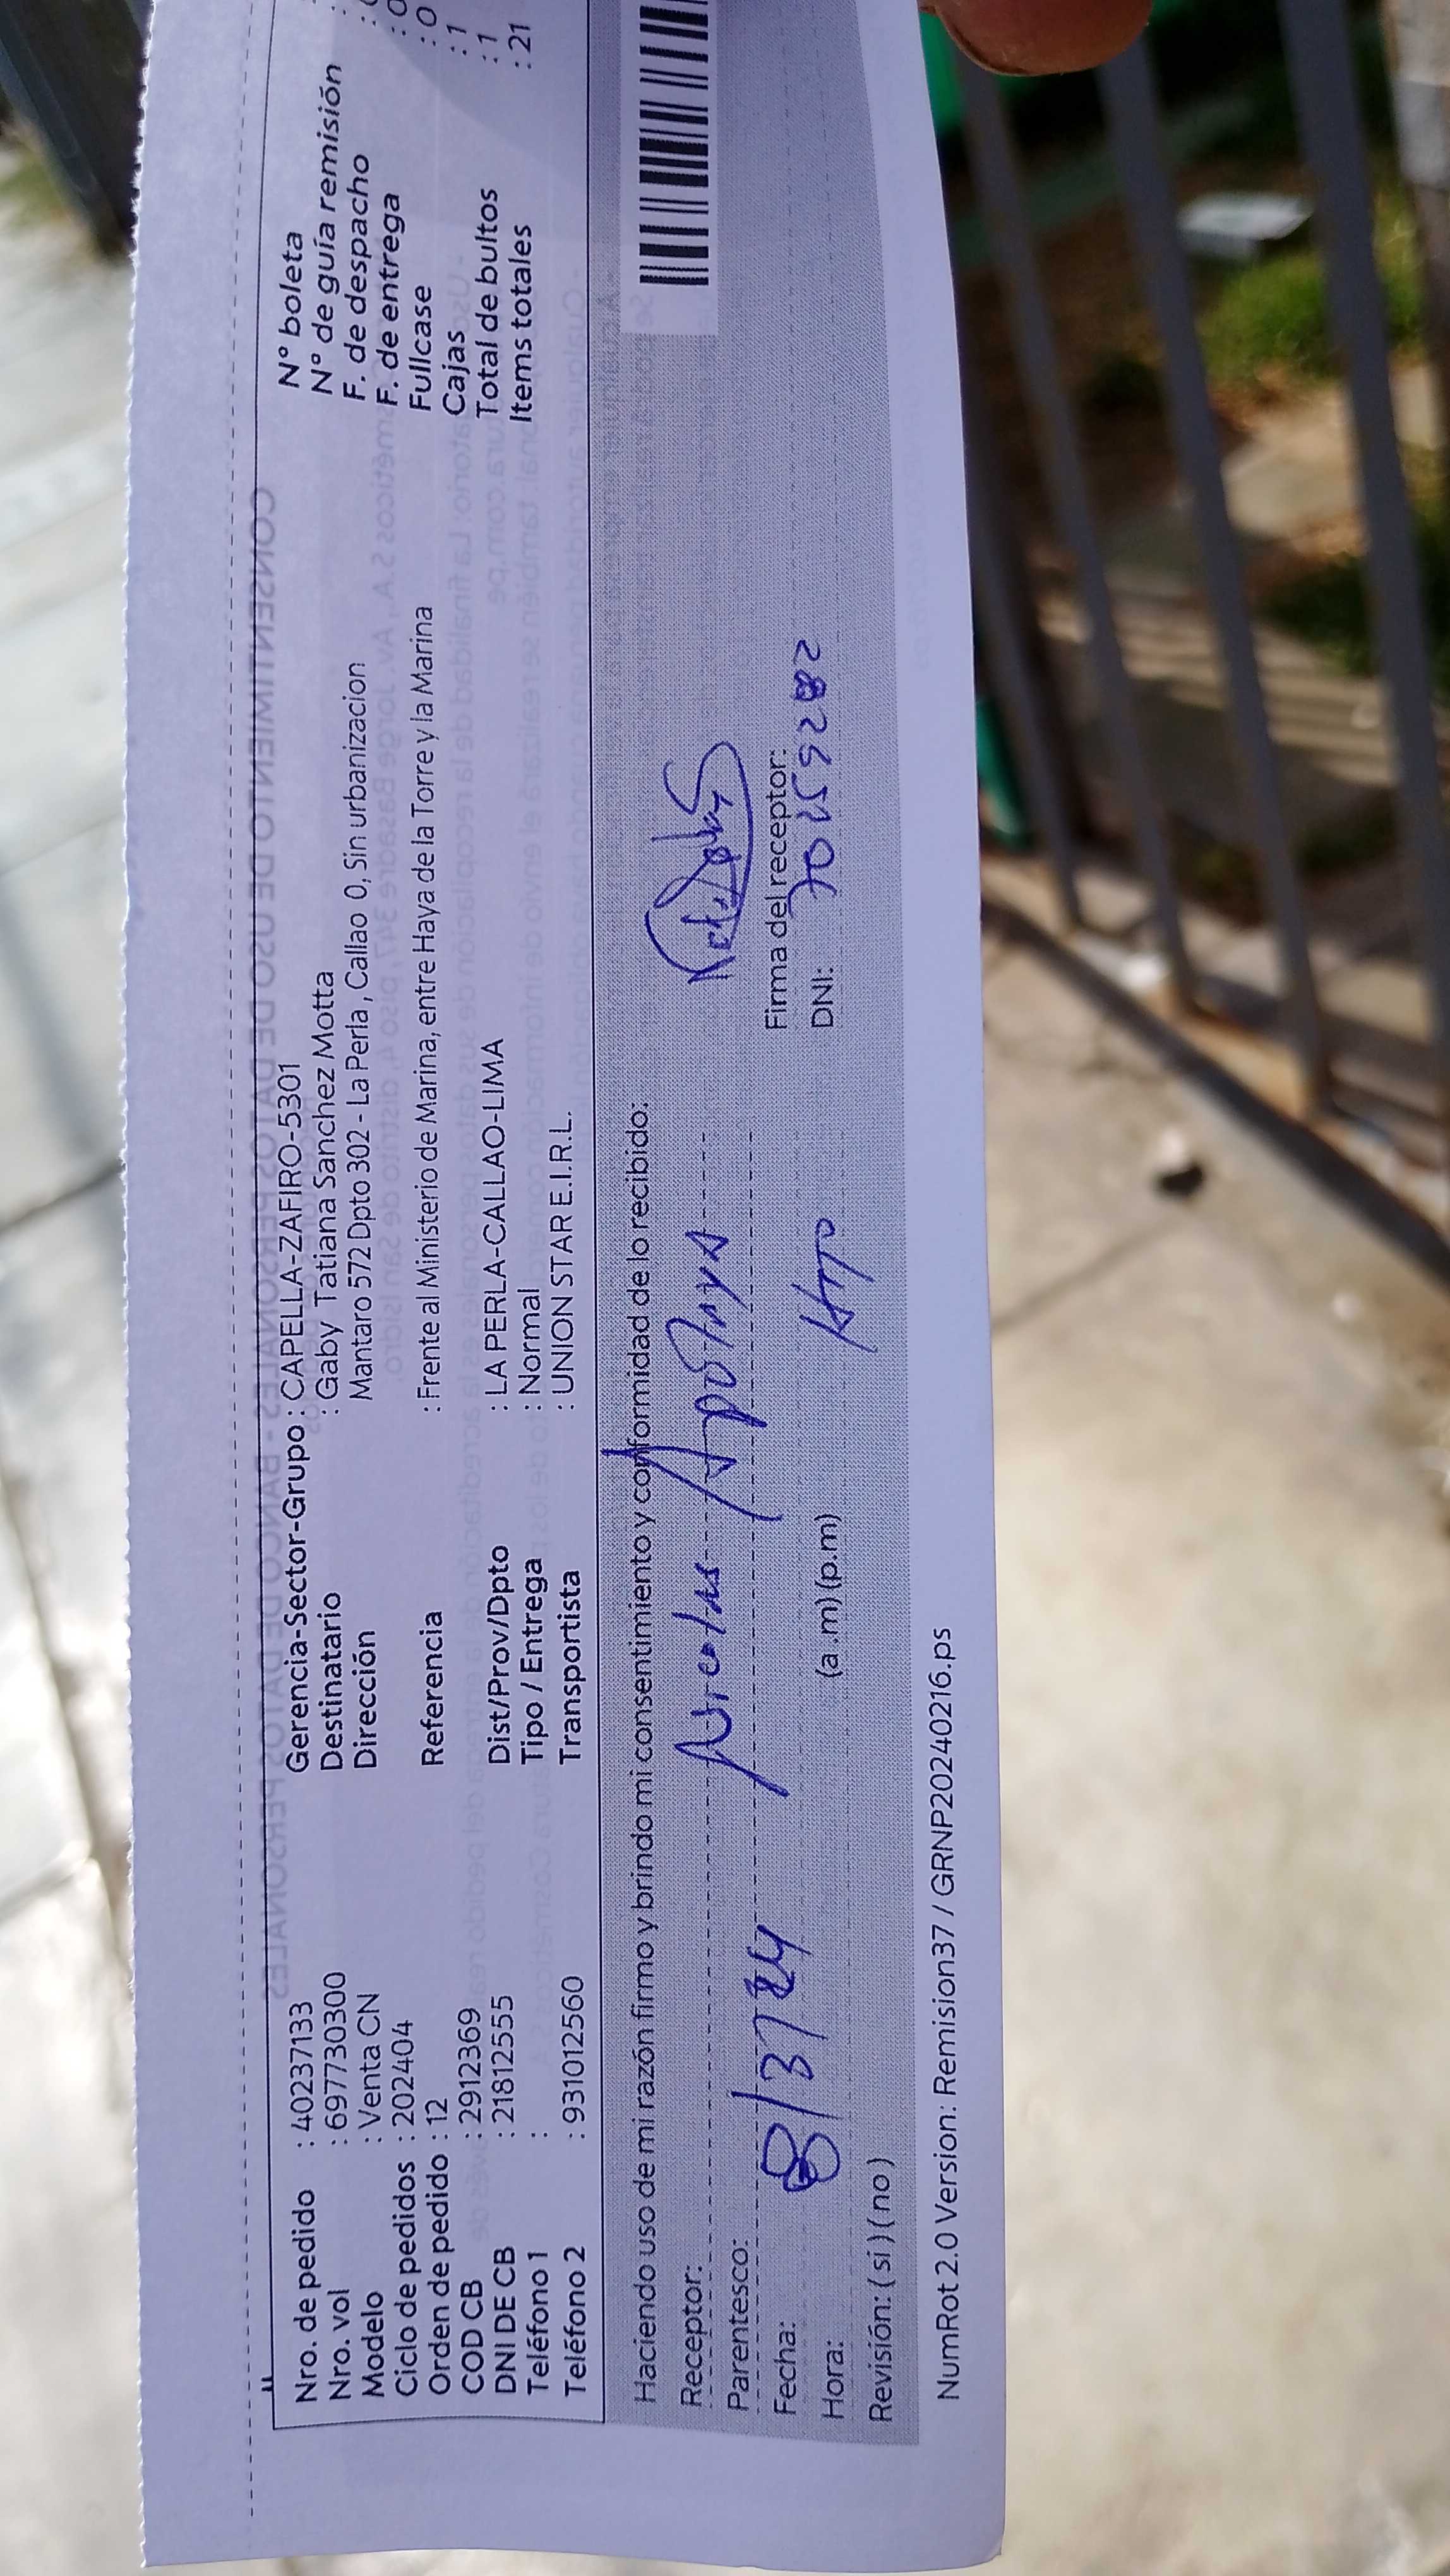 Nro. de pedido : 40237133
Nro. vol : 697730300
Modelo : Venta CN
Ciclo de pedidos : 202404
Orden de pedido : 12
COD CB : 2912369
DNI DE CB : 21812555
Teléfono 1 :
Teléfono 2 : 931012560
Gerencia-Sector-Grupo : CAPELLA-ZAFIRO-5301
Destinatario : Gaby Tatiana Sanchez Motta
Dirección Mantaro 572 Dpto 302 - La Perla , Callao 0, Sin urbanizacion
Referencia : Frente al Ministerio de Marina, entre Haya de la Torre y la Marina
Dist/Prov/Dpto : LA PERLA-CALLAO-LIMA
Tipo / Entrega : Normal
Transportista : UNION STAR E.I.R.L.
N° boleta :
N° de guía remisión :
F. de despacho :
F. de entrega :
Fullcase : 0
Cajas : 1
Total de bultos : 1
Items totales : 21
Haciendo uso de mi razón firmo y brindo mi consentimiento y conformidad de lo recibido:
Receptor:
Parentesco:
Fecha: 8/3/24
Hora: (a .m) (p.m)
Revisión: ( si ) ( no )
Firma del receptor:
DNI: 70259282
NumRot 2.0 Version: Remision37 / GRNP20240216.ps